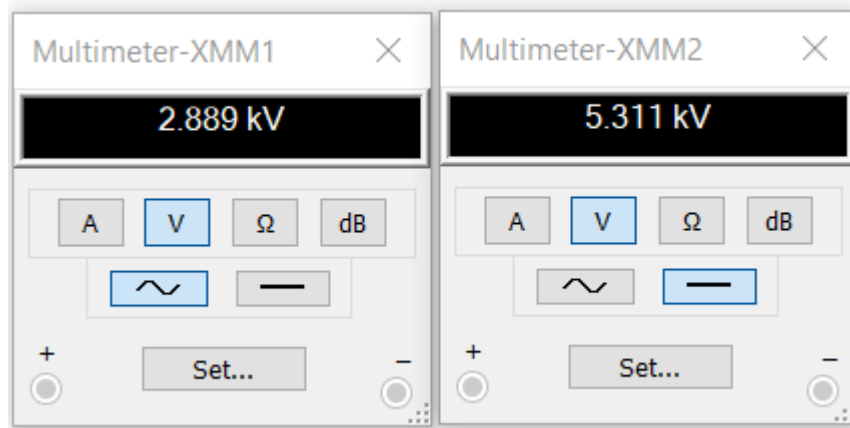 Multimeter-XMM1
2.889 kV
A V Ω dB
+ Set... −
Multimeter-XMM2
5.311 kV
A V Ω dB
+ Set... −